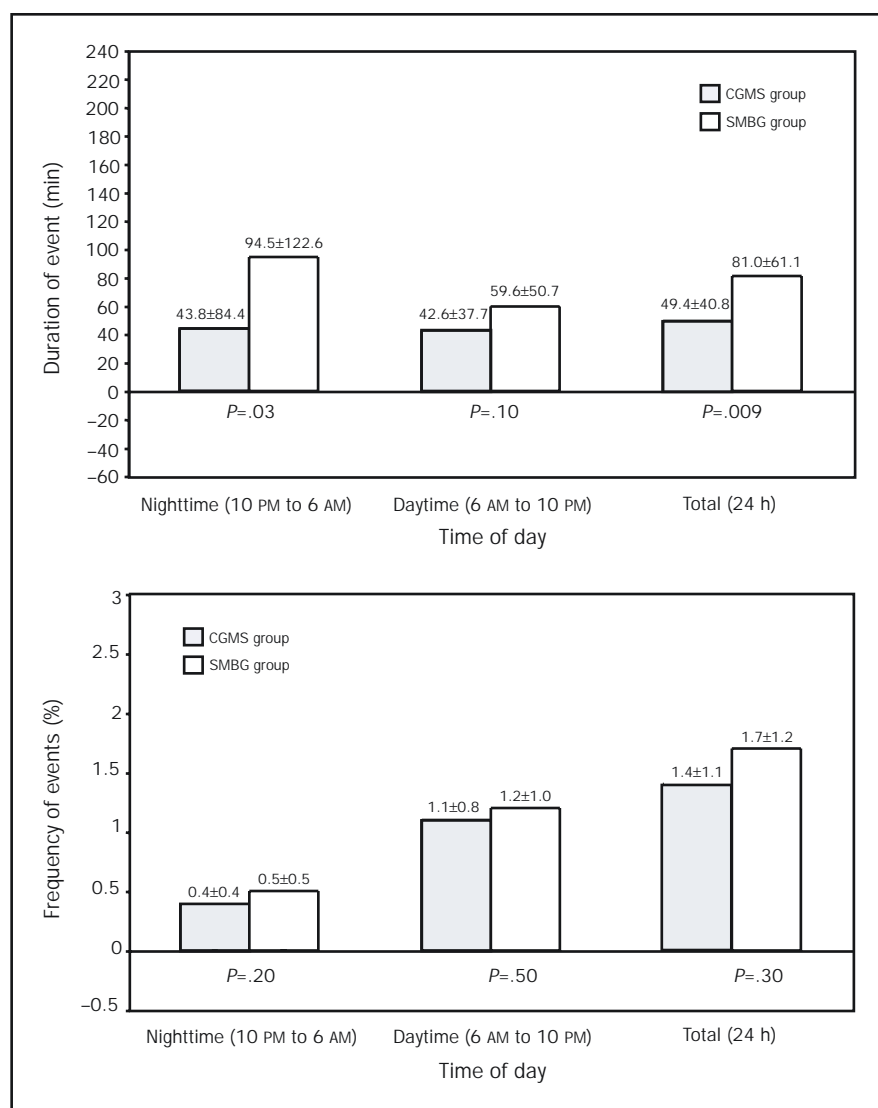 240
220
200
180
160
140
120
100
80
60
40
20
0
−20
−40
−60
Duration of event (min)
CGMS group
SMBG group
94.5±122.6
81.0±61.1
59.6±50.7
43.8±84.4
42.6±37.7
49.4±40.8
P=.03
P=.10
P=.009
Nighttime (10 PM to 6 AM)
Daytime (6 AM to 10 PM)
Total (24 h)
Time of day
3
2.5
2
1.5
1
0.5
0
−0.5
Frequency of events (%)
CGMS group
SMBG group
1.7±1.2
1.4±1.1
1.1±0.8
1.2±1.0
0.4±0.4
0.5±0.5
P=.20
P=.50
P=.30
Nighttime (10 PM to 6 AM)
Daytime (6 AM to 10 PM)
Total (24 h)
Time of day